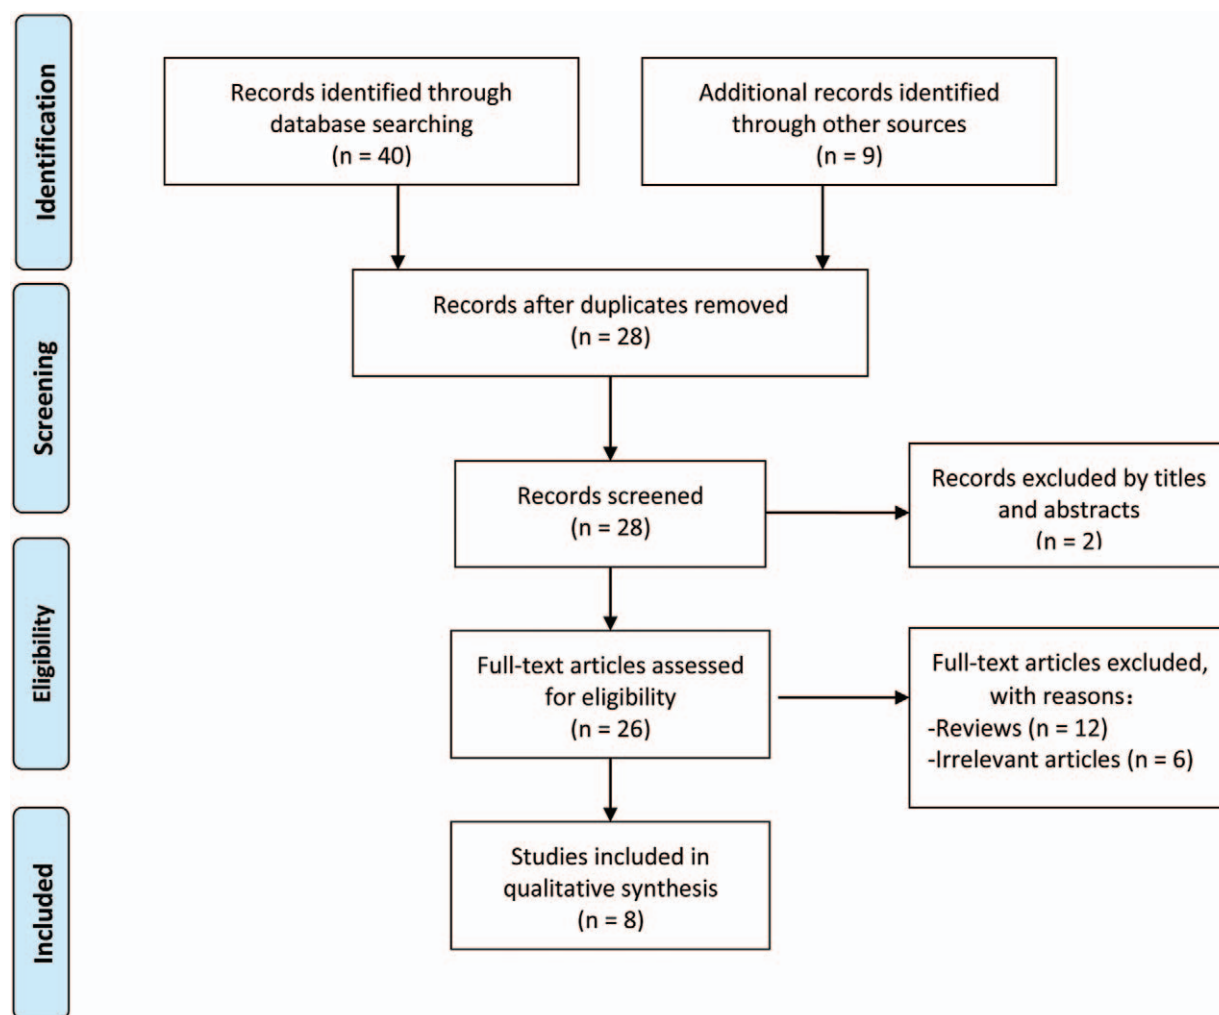 Identification
Records identified through
database searching
(n = 40)
Additional records identified
through other sources
(n = 9)
Screening
Records after duplicates removed
(n = 28)
Records screened
(n = 28)
Records excluded by titles
and abstracts
(n = 2)
Eligibility
Full-text articles assessed
for eligibility
(n = 26)
Full-text articles excluded,
with reasons：
-Reviews (n = 12)
-Irrelevant articles (n = 6)
Included
Studies included in
qualitative synthesis
(n = 8)